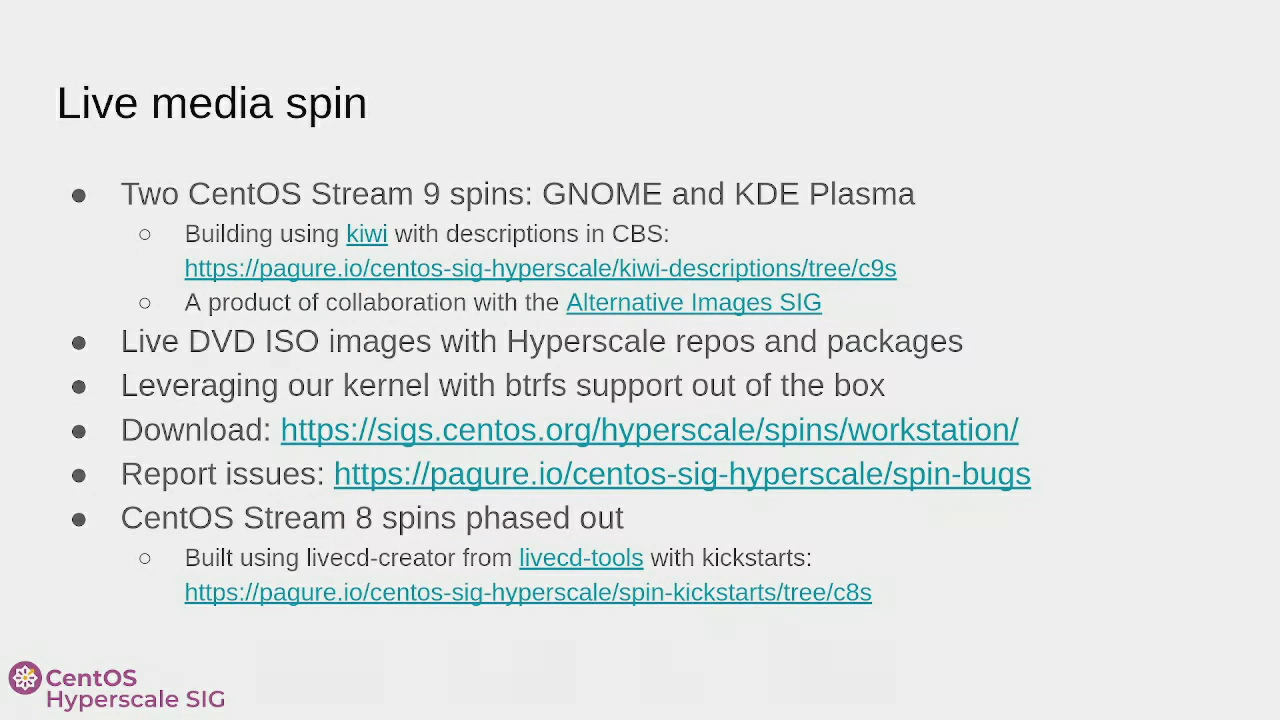 Live media spin
● Two CentOS Stream 9 spins: GNOME and KDE Plasma
○ Building using kiwi with descriptions in CBS:
https://pagure.io/centos-sig-hyperscale/kiwi-descriptions/tree/c9s
○ A product of collaboration with the Alternative Images SIG
● Live DVD ISO images with Hyperscale repos and packages
● Leveraging our kernel with btrfs support out of the box
● Download: https://sigs.centos.org/hyperscale/spins/workstation/
● Report issues: https://pagure.io/centos-sig-hyperscale/spin-bugs
● CentOS Stream 8 spins phased out
○ Built using livecd-creator from livecd-tools with kickstarts:
https://pagure.io/centos-sig-hyperscale/spin-kickstarts/tree/c8s
CentOS
Hyperscale SIG